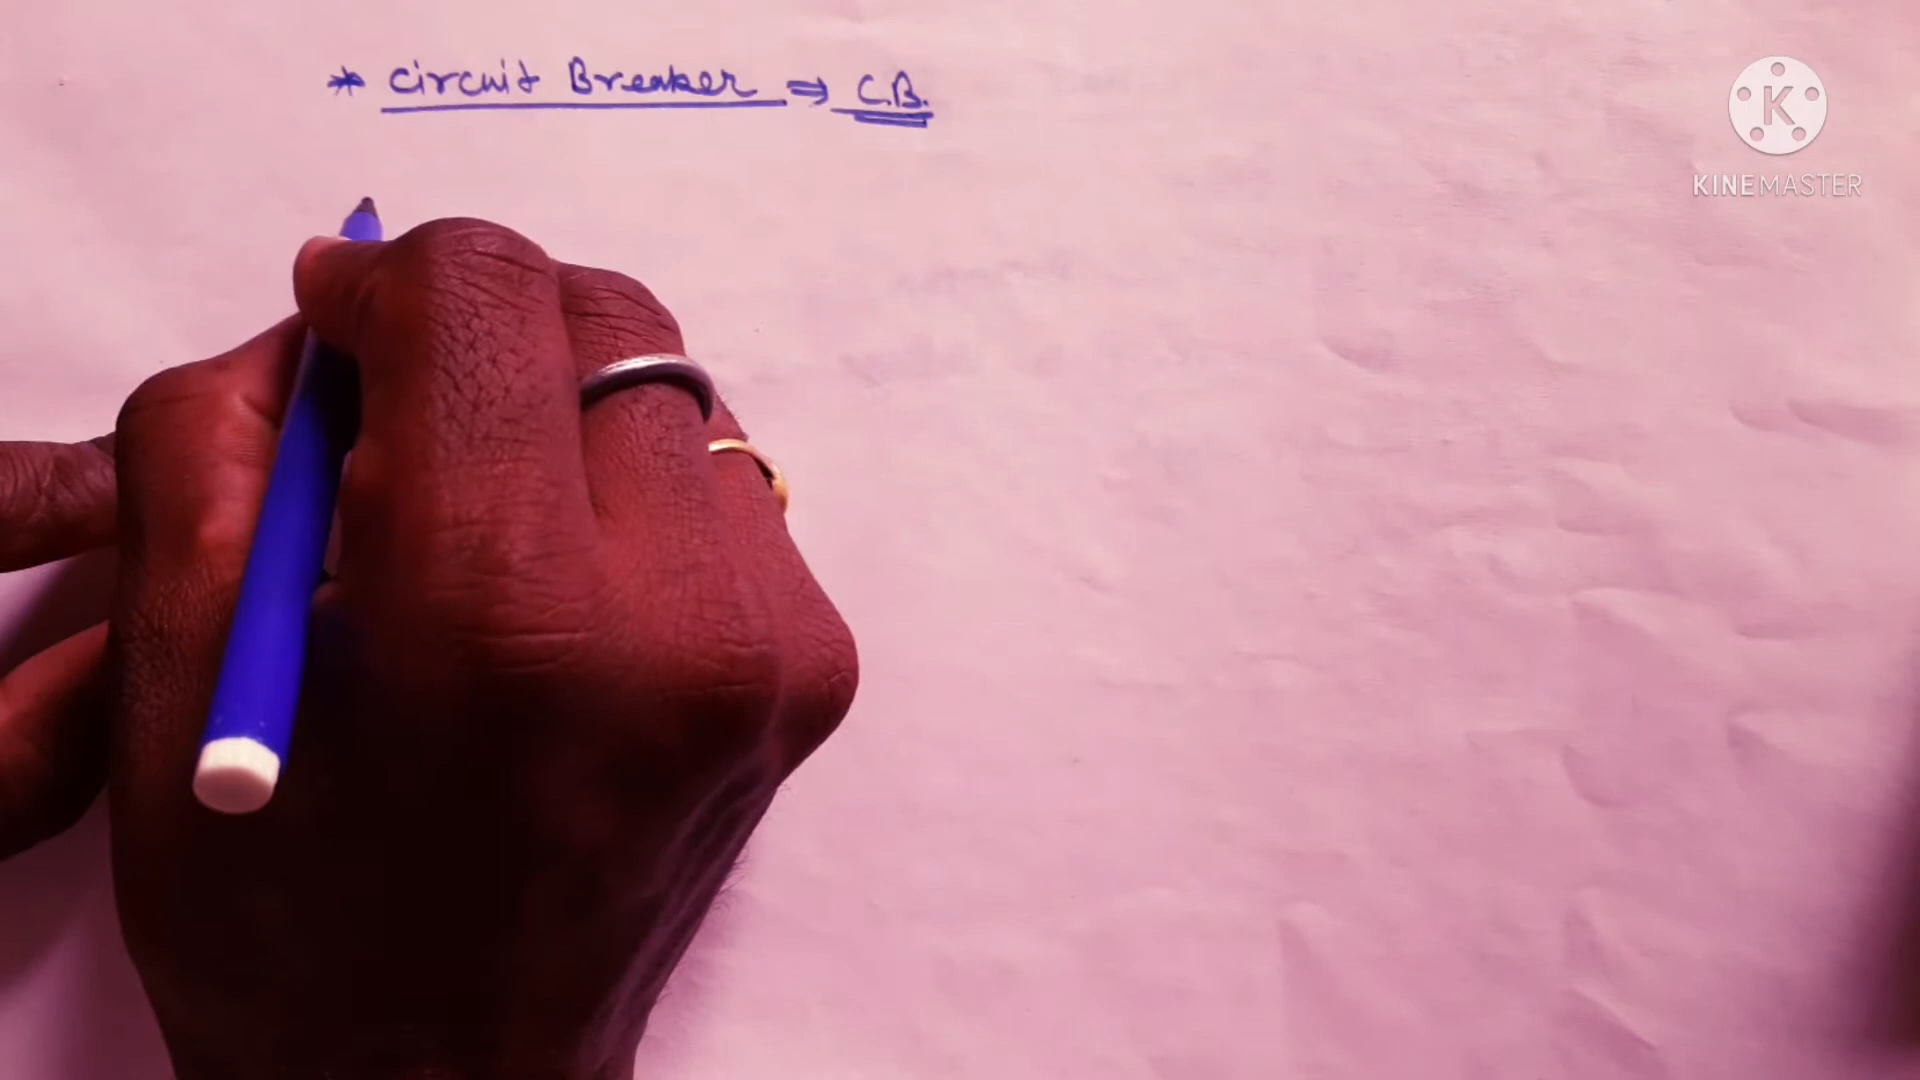 * Circuit Breaker ⇒ C.B.
K
KINEMASTER